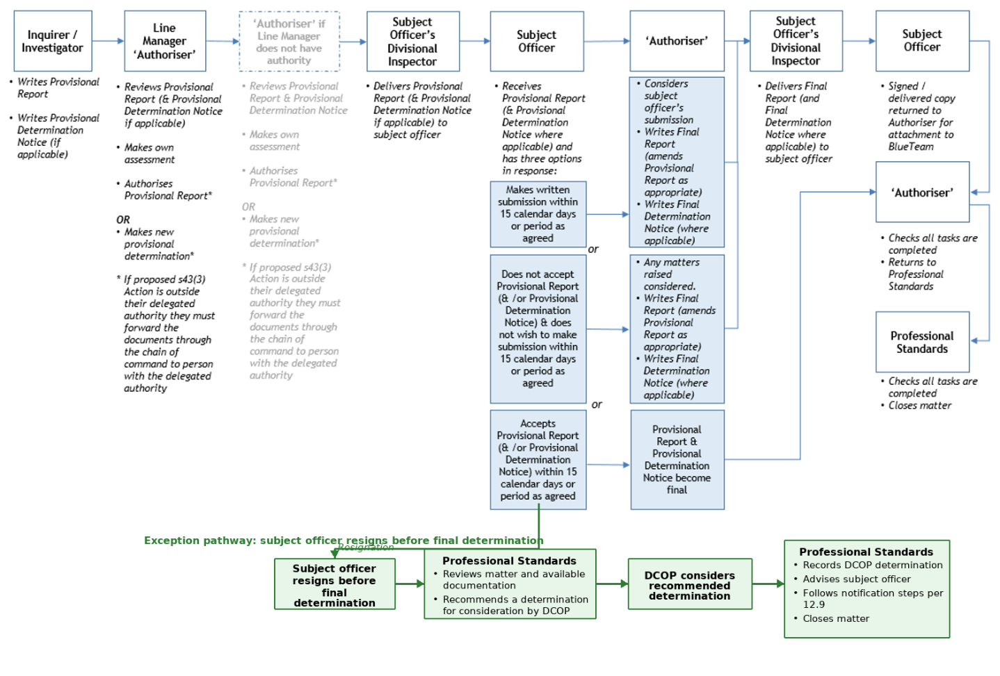 Inquirer /
Investigator
• Writes Provisional
Report
• Writes Provisional
Determination
Notice (if
applicable)
Line
Manager
‘Authoriser’
• Reviews Provisional
Report (& Provisional
Determination Notice
if applicable)
• Makes own
assessment
• Authorises
Provisional Report*
OR
• Makes new
provisional
determination*
* If proposed s43(3)
Action is outside
their delegated
authority they must
forward the
documents through
the chain of
command to person
with the delegated
authority
‘Authoriser’ if
Line Manager
does not have
authority
• Reviews Provisional
Report & Provisional
Determination Notice
• Makes own
assessment
• Authorises
Provisional Report*
OR
• Makes new
provisional
determination*
* If proposed s43(3)
Action is outside
their delegated
authority they must
forward the
documents through
the chain of
command to person
with the delegated
authority
Subject
Officer’s
Divisional
Inspector
• Delivers Provisional
Report (& Provisional
Determination Notice
if applicable) to
subject officer
Subject
Officer
• Receives
Provisional Report
(& Provisional
Determination
Notice where
applicable) and
has three options
in response:
Makes written
submission within
15 calendar days
or period as
agreed
or
Does not accept
Provisional Report
(& /or Provisional
Determination
Notice) & does
not wish to make
submission within
15 calendar days
or period as
agreed
or
Accepts
Provisional Report
(& /or Provisional
Determination
Notice) within 15
calendar days or
period as agreed
‘Authoriser’
• Considers
subject
officer’s
submission
• Writes Final
Report
(amends
Provisional
Report as
appropriate)
• Writes Final
Determination
Notice (where
applicable)
• Any matters
raised
considered.
• Writes Final
Report (amends
Provisional
Report as
appropriate)
• Writes Final
Determination
Notice (where
applicable)
Provisional
Report &
Provisional
Determination
Notice become
final
Subject
Officer’s
Divisional
Inspector
• Delivers Final
Report (and
Final
Determination
Notice where
applicable) to
subject officer
Subject
Officer
• Signed /
delivered copy
returned to
Authoriser for
attachment to
BlueTeam
‘Authoriser’
• Checks all tasks are
completed
• Returns to
Professional
Standards
Professional
Standards
• Checks all tasks are
completed
• Closes matter
Exception pathway: subject officer resigns before final determination
Resignation
Subject officer
resigns before
final
determination
Professional Standards
• Reviews matter and available
documentation
• Recommends a determination
for consideration by DCOP
DCOP considers
recommended
determination
Professional Standards
• Records DCOP determination
• Advises subject officer
• Follows notification steps per
12.9
• Closes matter